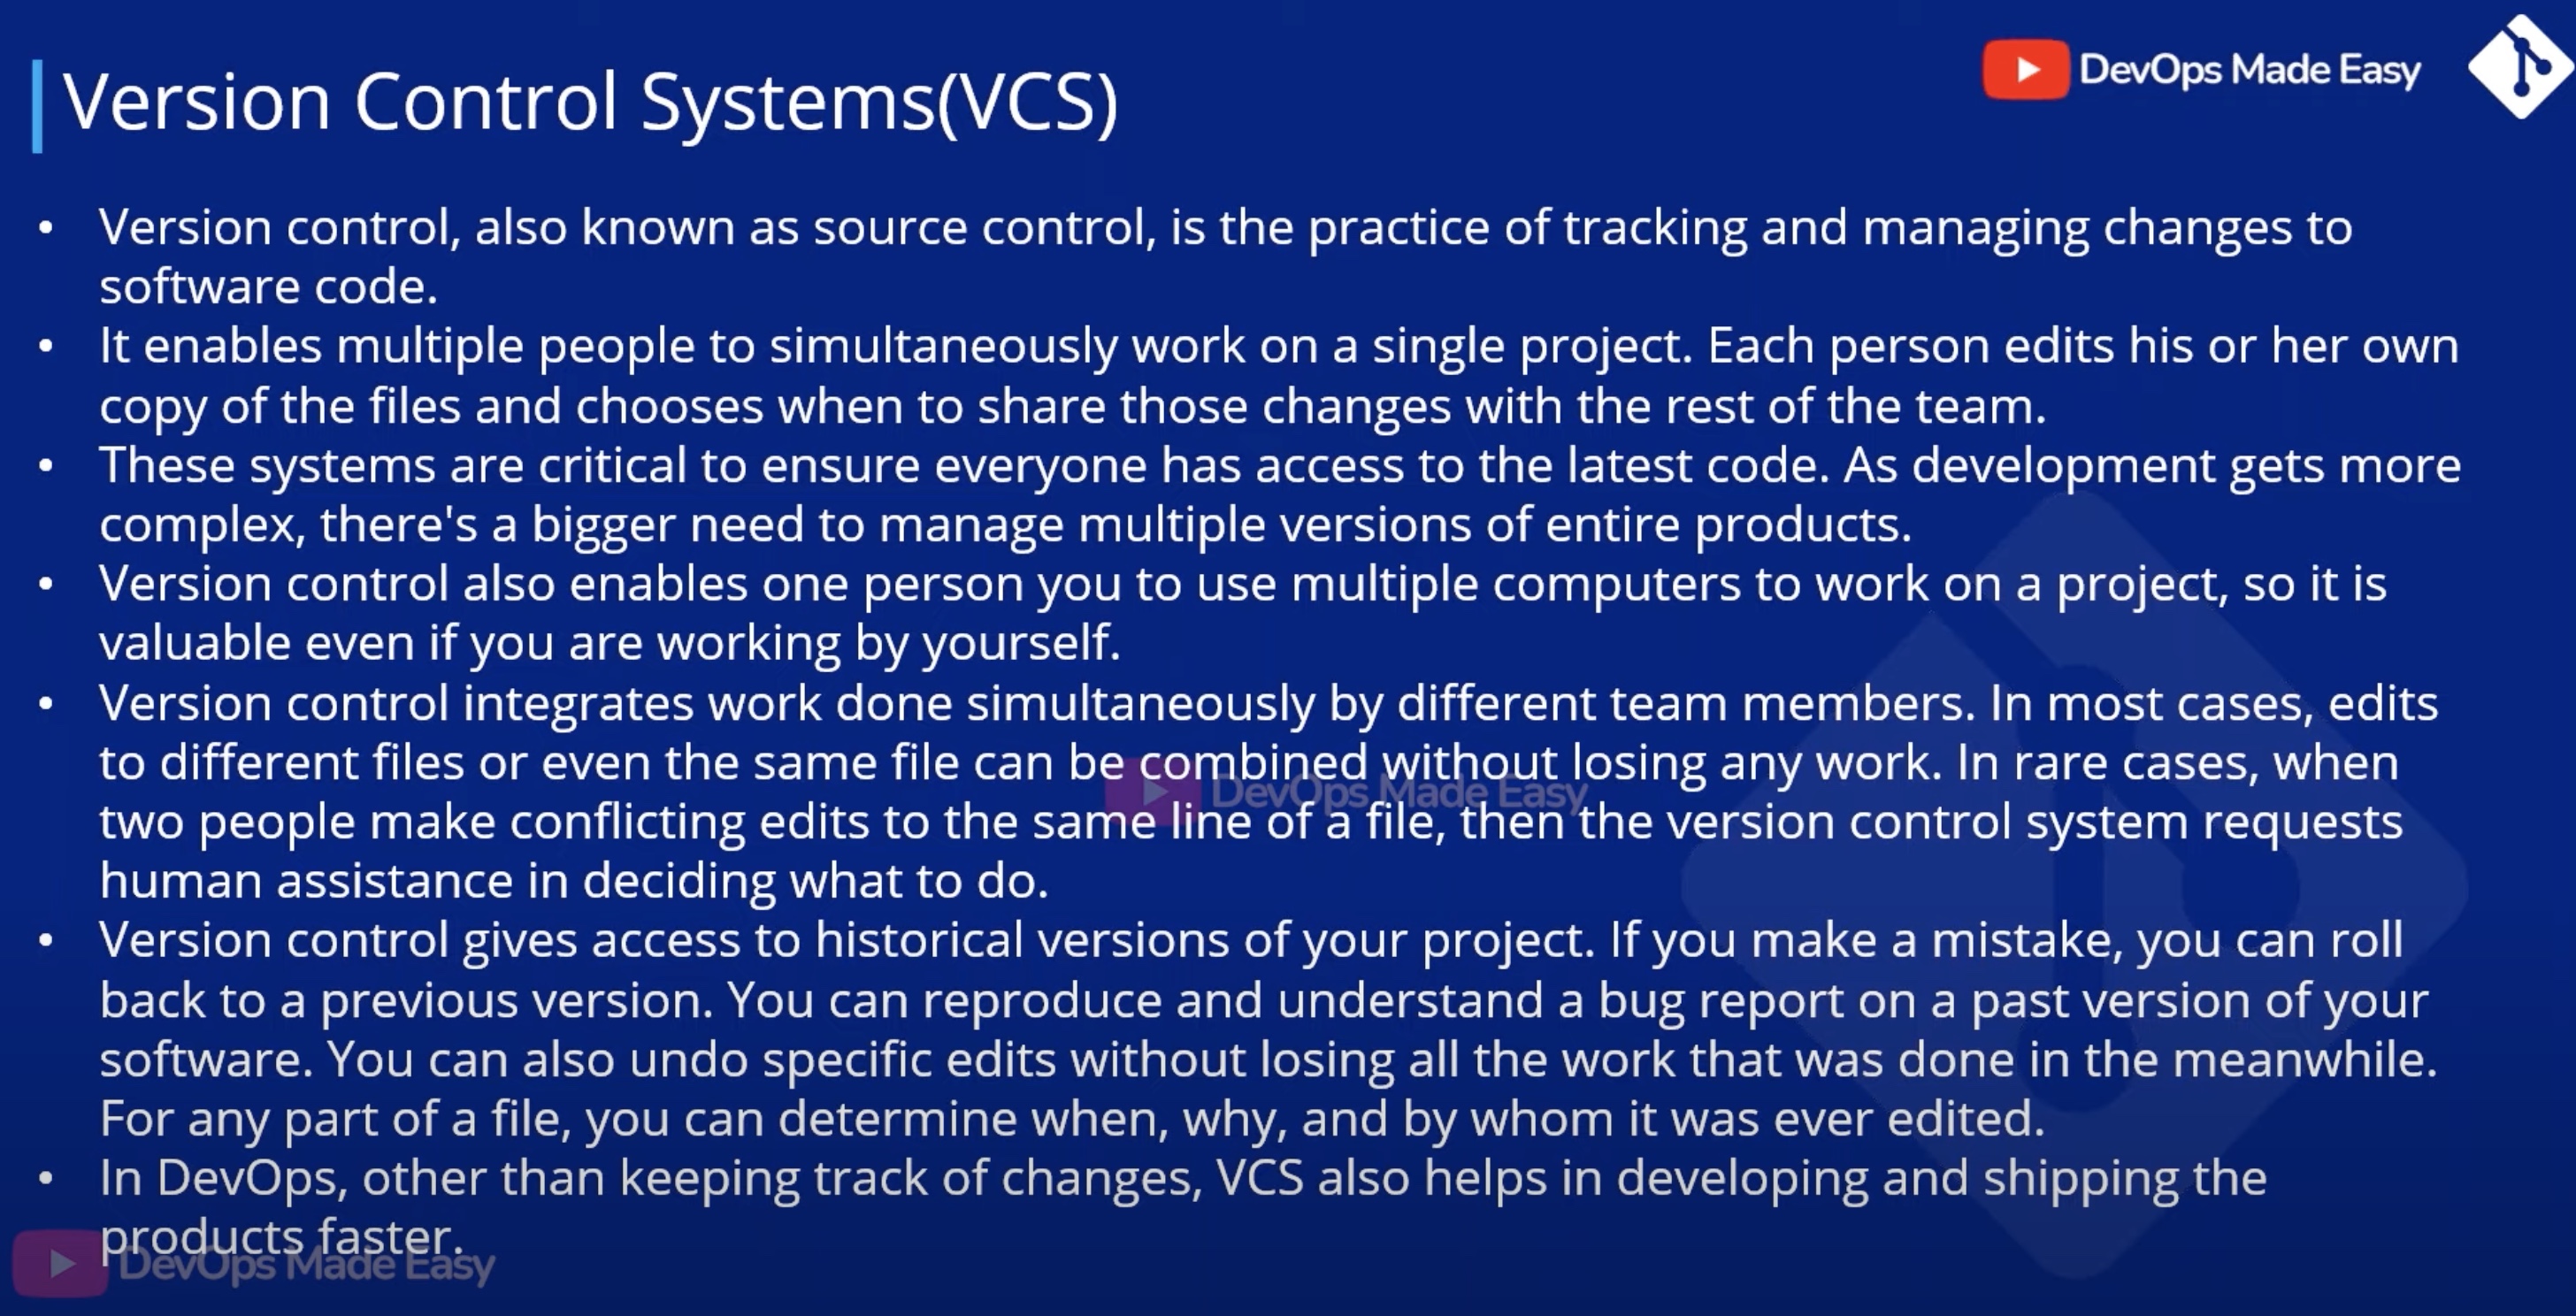 Version Control Systems(VCS)
DevOps Made Easy
• Version control, also known as source control, is the practice of tracking and managing changes to
software code.
• It enables multiple people to simultaneously work on a single project. Each person edits his or her own
copy of the files and chooses when to share those changes with the rest of the team.
• These systems are critical to ensure everyone has access to the latest code. As development gets more
complex, there's a bigger need to manage multiple versions of entire products.
• Version control also enables one person you to use multiple computers to work on a project, so it is
valuable even if you are working by yourself.
• Version control integrates work done simultaneously by different team members. In most cases, edits
to different files or even the same file can be combined without losing any work. In rare cases, when
DevOps Made Easy
two people make conflicting edits to the same line of a file, then the version control system requests
human assistance in deciding what to do.
• Version control gives access to historical versions of your project. If you make a mistake, you can roll
back to a previous version. You can reproduce and understand a bug report on a past version of your
software. You can also undo specific edits without losing all the work that was done in the meanwhile.
For any part of a file, you can determine when, why, and by whom it was ever edited.
• In DevOps, other than keeping track of changes, VCS also helps in developing and shipping the
products faster.
DevOps Made Easy